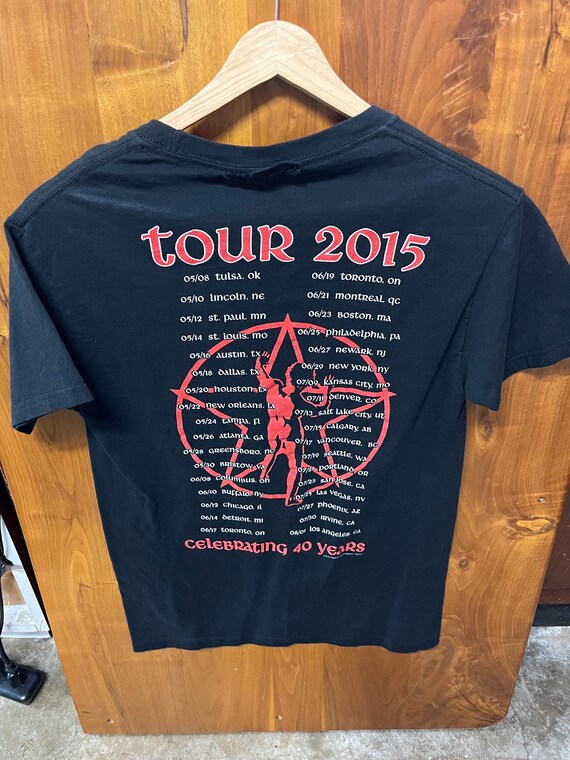 TOUR 2015
05/08 TULSA, OK
05/10 LINCOLN, NE
05/12 ST. PAUL, MN
05/14 ST. LOUIS, MO
05/16 AUSTIN, TX
05/18 DALLAS, TX
05/20 HOUSTON, TX
05/22 NEW ORLEANS, LA
05/24 TAMPA, FL
05/26 ATLANTA, GA
05/28 GREENSBORO, NC
05/30 BRISTOW, VA
06/08 COLUMBUS, OH
06/10 BUFFALO, NY
06/12 CHICAGO, IL
06/14 DETROIT, MI
06/17 TORONTO, ON
06/19 TORONTO, ON
06/21 MONTREAL, QC
06/23 BOSTON, MA
06/25 PHILADELPHIA, PA
06/27 NEWARK, NJ
06/29 NEW YORK, NY
07/09 KANSAS CITY, MO
07/11 DENVER, CO
07/13 SALT LAKE CITY, UT
07/15 CALGARY, AB
07/17 VANCOUVER, BC
07/19 SEATTLE, WA
07/21 PORTLAND, OR
07/23 SAN JOSE, CA
07/25 LAS VEGAS, NV
07/27 PHOENIX, AZ
07/30 IRVINE, CA
08/01 LOS ANGELES, CA
CELEBRATING 40 YEARS